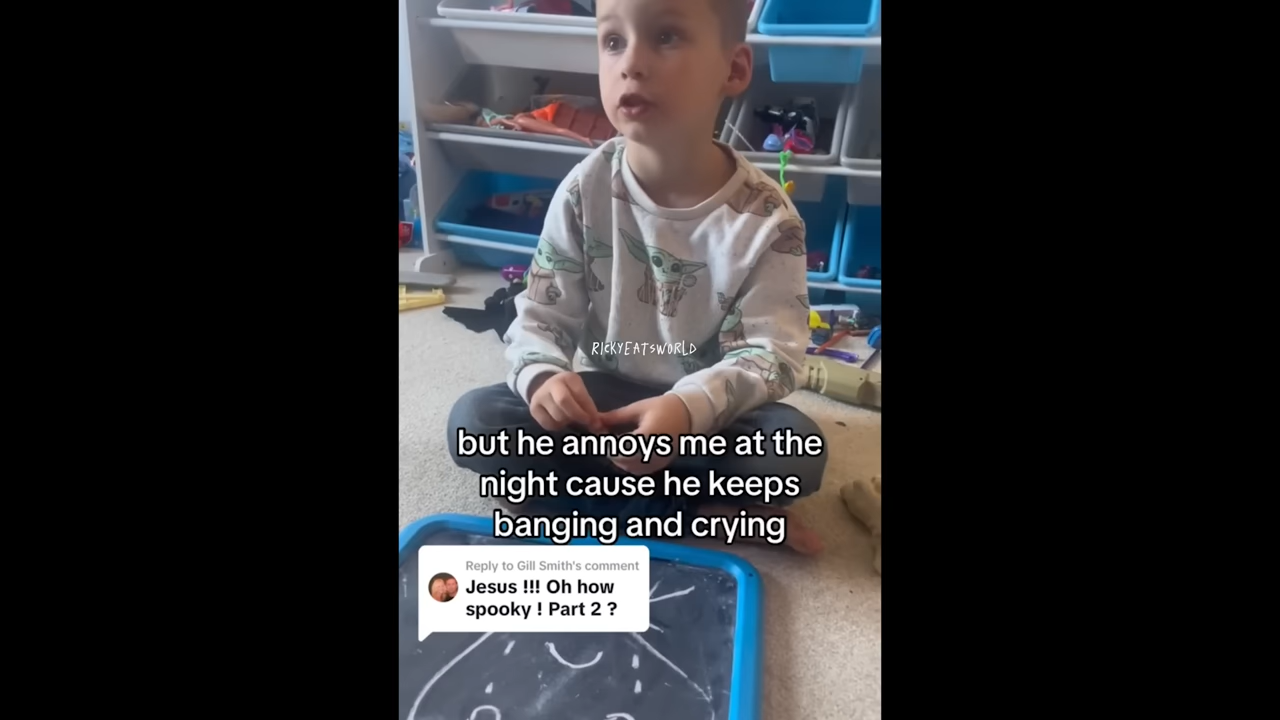 RICKYEATSWORLD
but he annoys me at the
night cause he keeps
banging and crying
Reply to Gill Smith's comment
Jesus !!! Oh how
spooky ! Part 2 ?